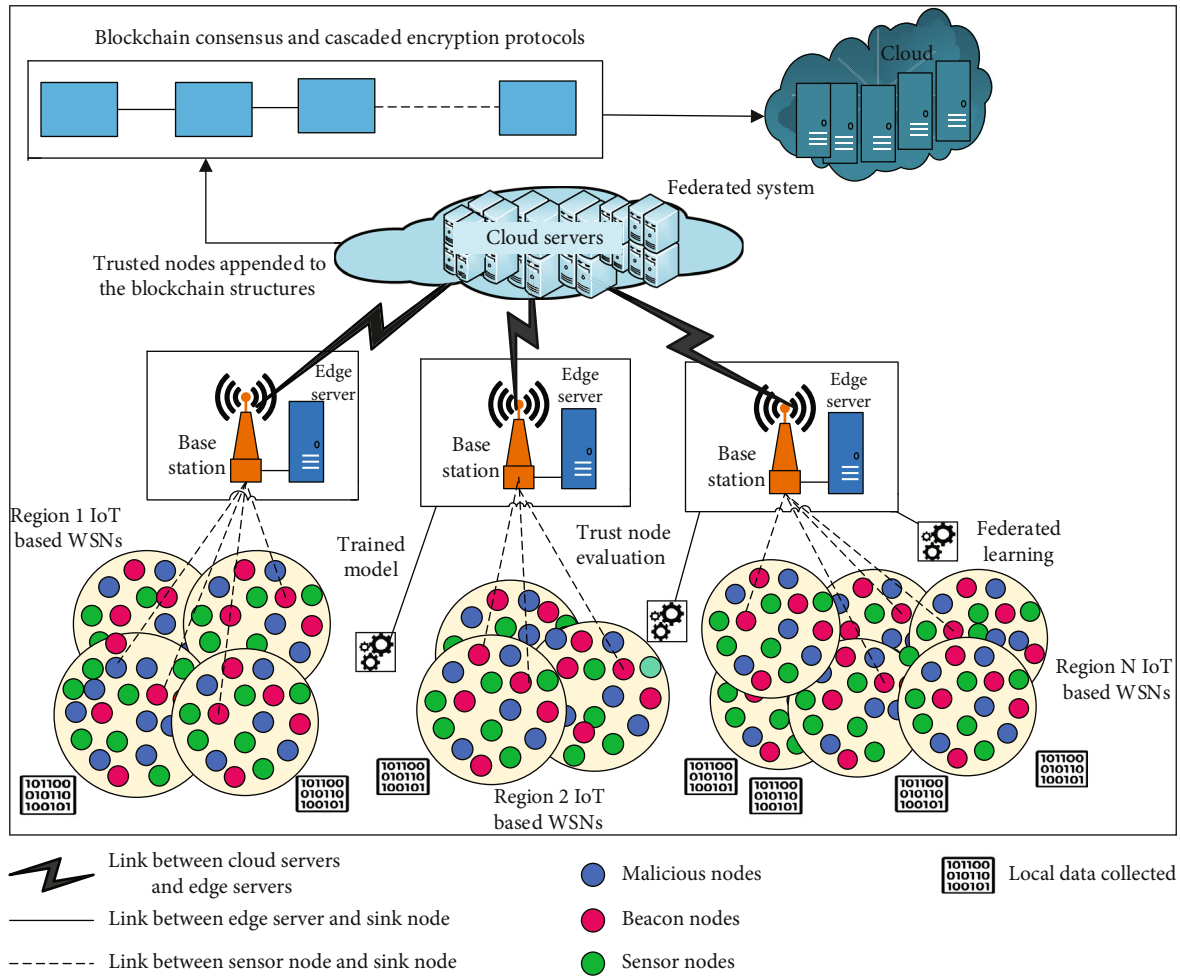 Blockchain consensus and cascaded encryption protocols
Cloud
Federated system
Cloud servers
Trusted nodes appended to
the blockchain structures
Edge
server
Base
station
Edge
server
Base
station
Edge
server
Base
station
Region 1 IoT
based WSNs
Trained
model
Trust node
evaluation
Federated
learning
Region N IoT
based WSNs
Region 2 IoT
based WSNs
101100
010110
100101
101100
010110
100101
101100
010110
100101
101100
010110
100101
101100
010110
100101
101100
010110
100101
101100
010110
100101
Link between cloud servers
and edge servers
Link between edge server and sink node
Link between sensor node and sink node
Malicious nodes
Beacon nodes
Sensor nodes
101100
010110
100101
Local data collected